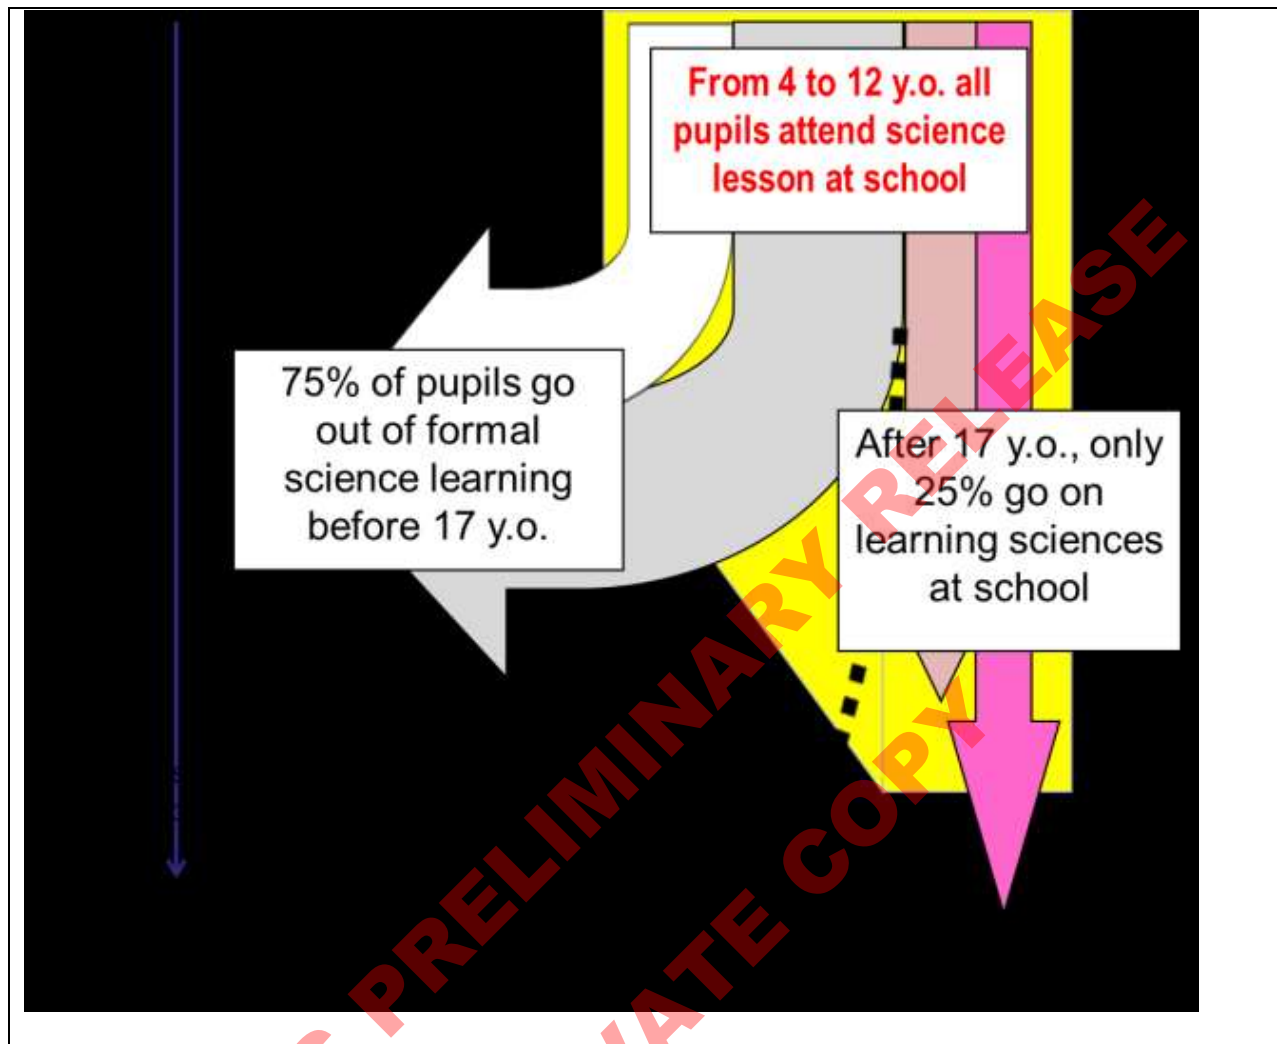 From 4 to 12 y.o. all
pupils attend science
lesson at school
75% of pupils go
out of formal
science learning
before 17 y.o.
After 17 y.o., only
25% go on
learning sciences
at school
PRELIMINARY RELEASE
COPY